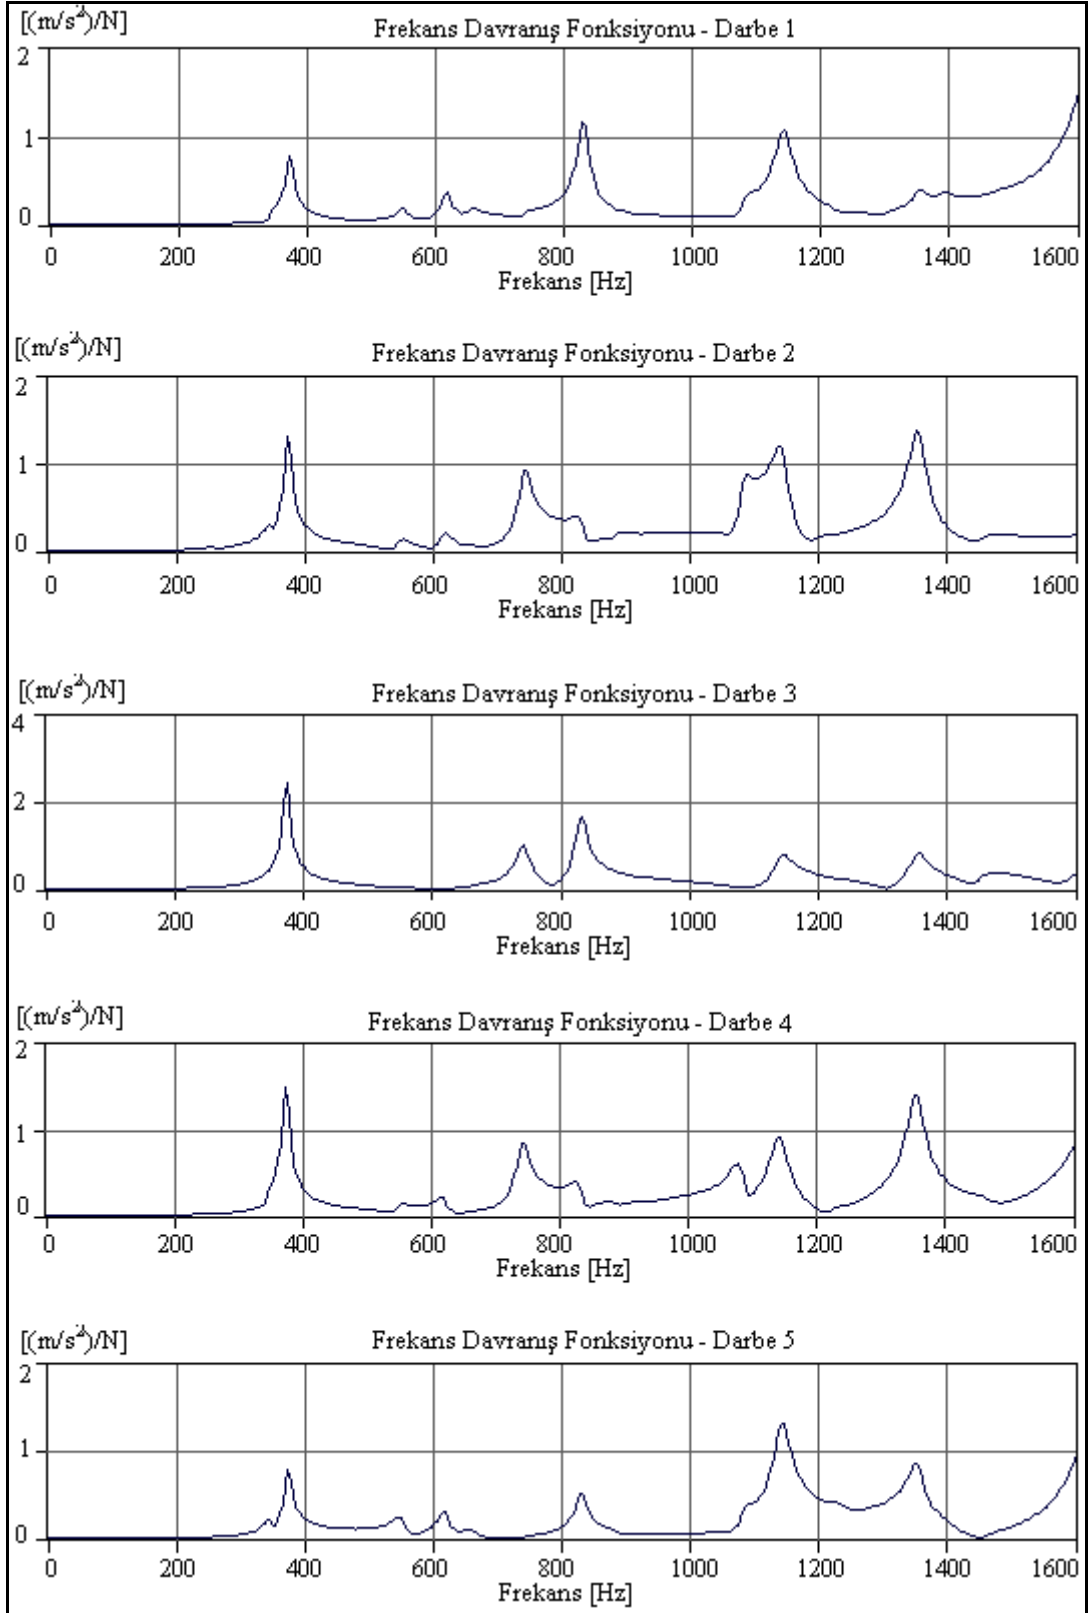 [(m/s²)/N]
Frekans Davranış Fonksiyonu - Darbe 1
2
1
0
0 200 400 600 800 1000 1200 1400 1600
Frekans [Hz]
[(m/s²)/N]
Frekans Davranış Fonksiyonu - Darbe 2
2
1
0
0 200 400 600 800 1000 1200 1400 1600
Frekans [Hz]
[(m/s²)/N]
Frekans Davranış Fonksiyonu - Darbe 3
4
2
0
0 200 400 600 800 1000 1200 1400 1600
Frekans [Hz]
[(m/s²)/N]
Frekans Davranış Fonksiyonu - Darbe 4
2
1
0
0 200 400 600 800 1000 1200 1400 1600
Frekans [Hz]
[(m/s²)/N]
Frekans Davranış Fonksiyonu - Darbe 5
2
1
0
0 200 400 600 800 1000 1200 1400 1600
Frekans [Hz]